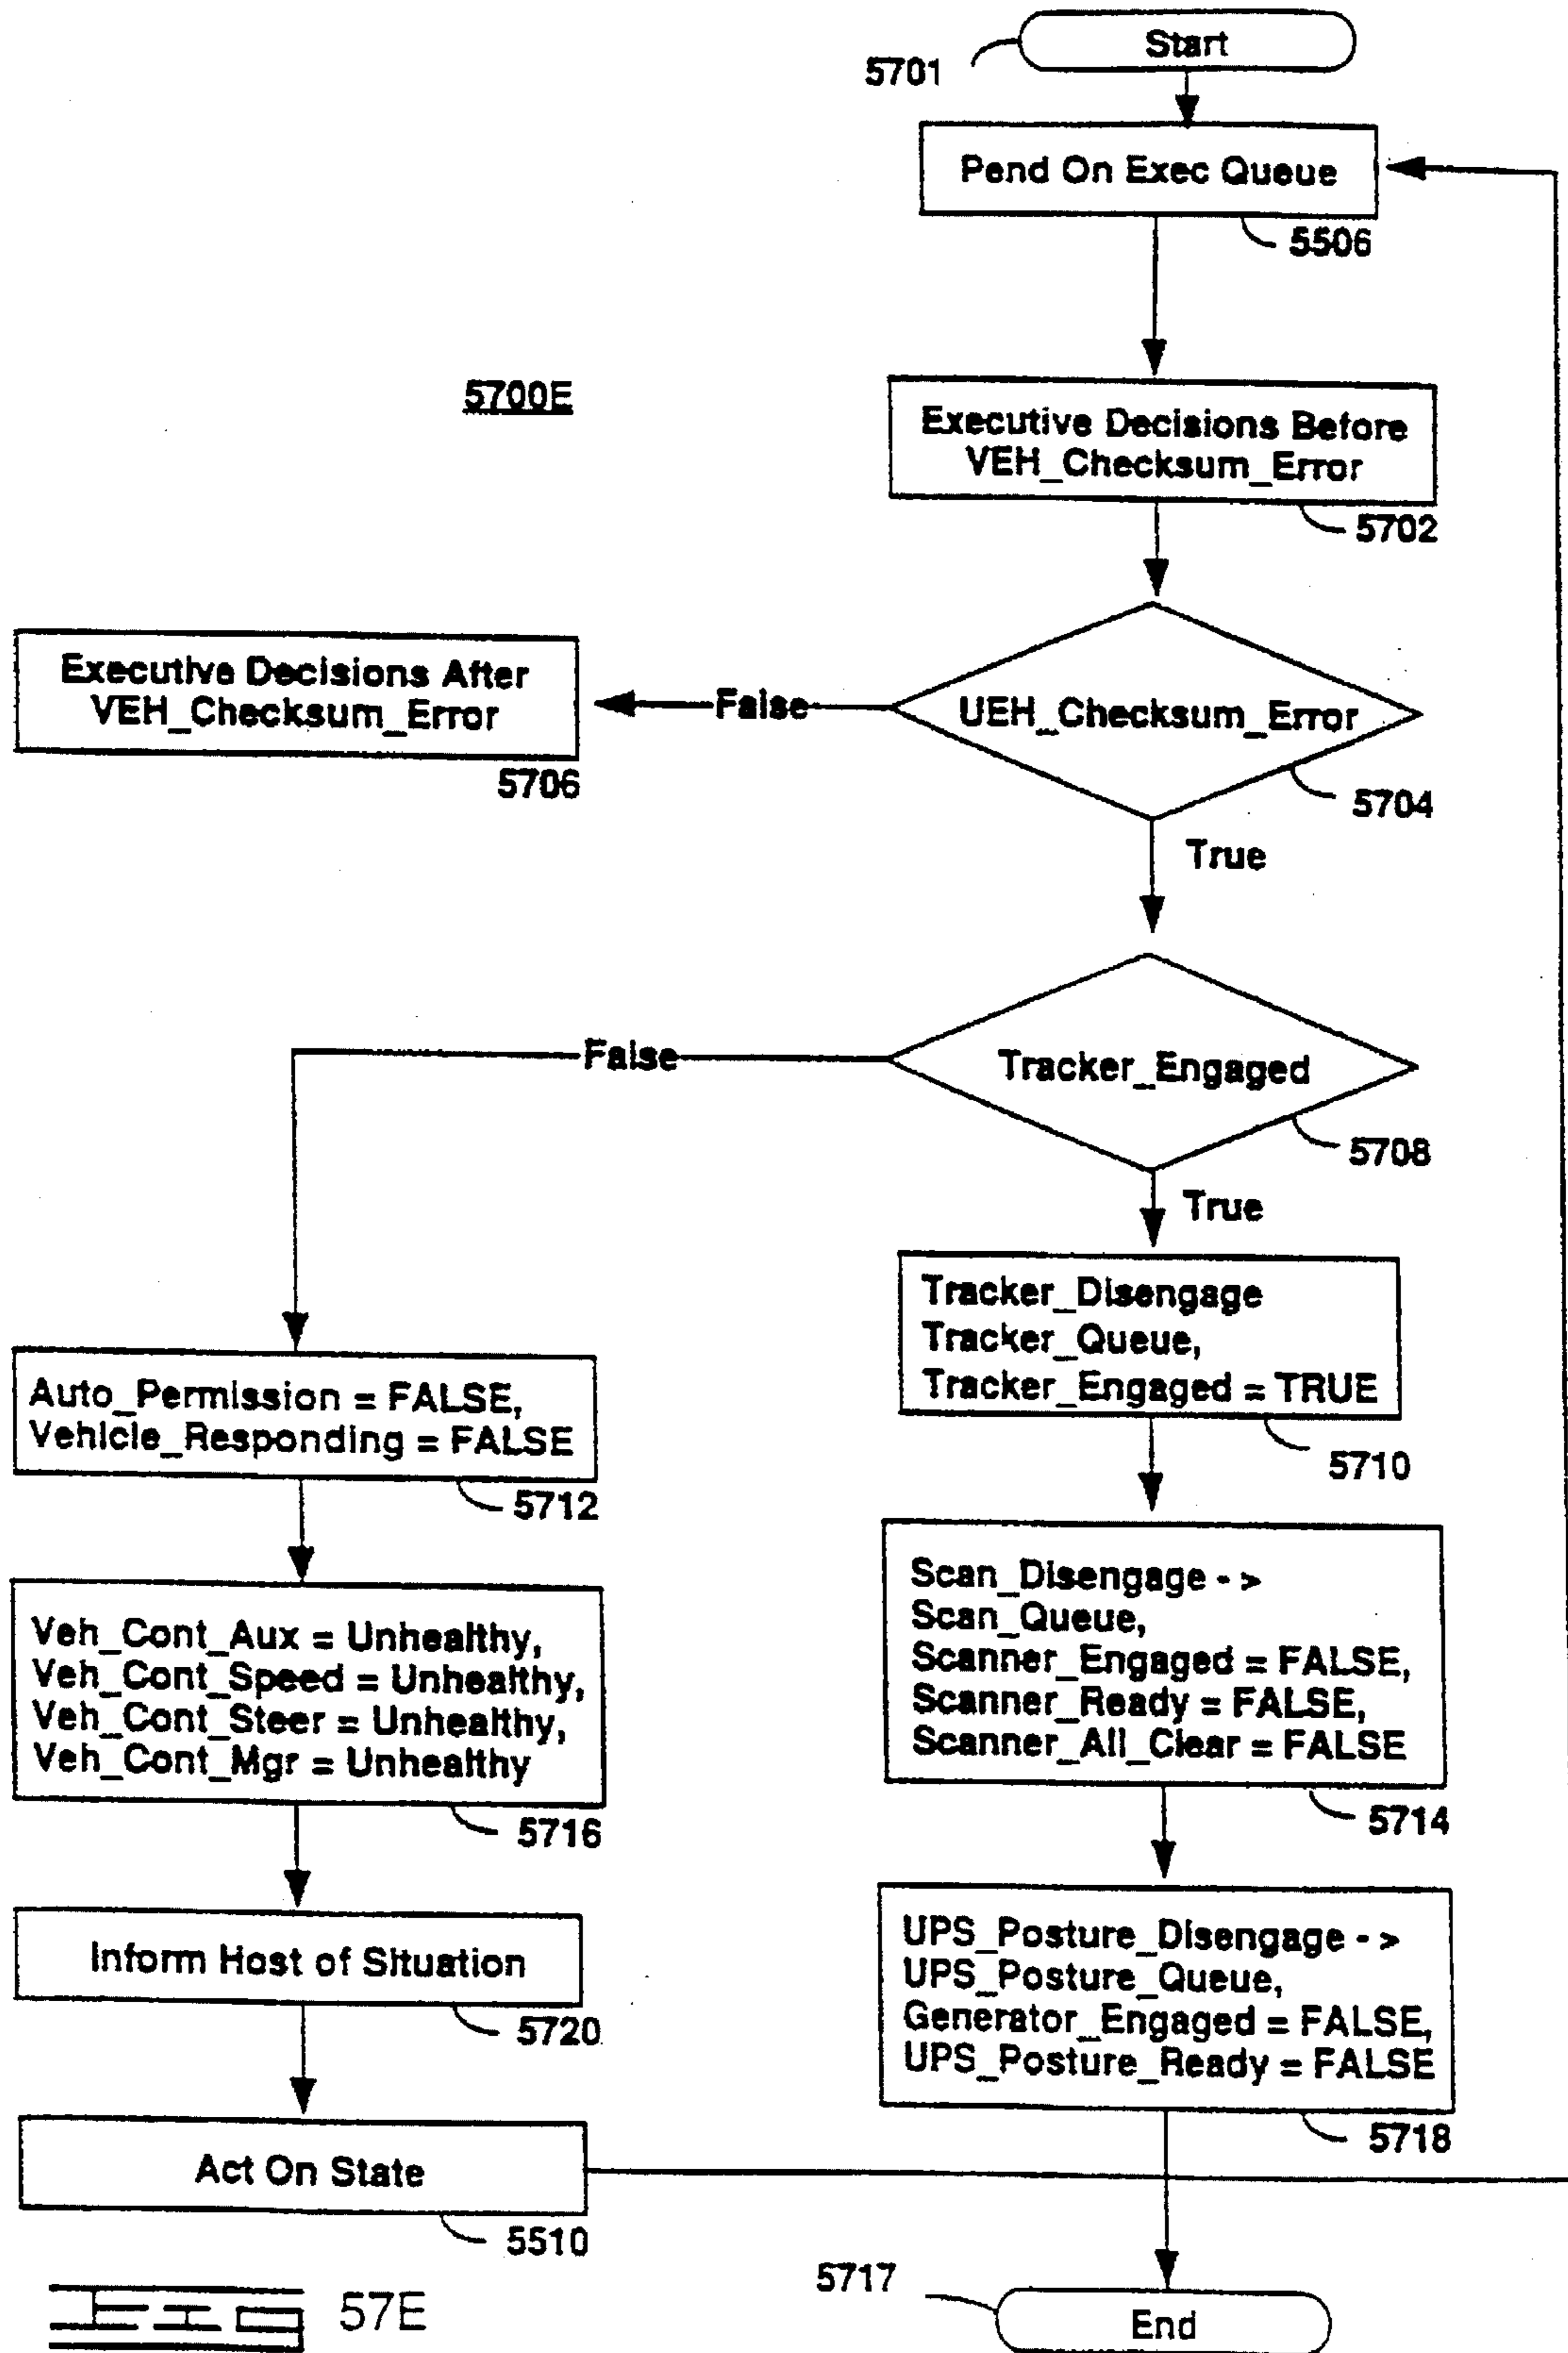 Start
5701
Pend On Exec Queue
5506
5700E
Executive Decisions Before
VEH_Checksum_Error
5702
Executive Decisions After
VEH_Checksum_Error
5706
False
UEH_Checksum_Error
5704
True
False
Tracker_Engaged
5708
True
Tracker_Disengage
Tracker_Queue,
Tracker_Engaged = TRUE
5710
Auto_Permission = FALSE,
Vehicle_Responding = FALSE
5712
Scan_Disengage - >
Scan_Queue,
Scanner_Engaged = FALSE,
Scanner_Ready = FALSE,
Scanner_All_Clear = FALSE
5714
Veh_Cont_Aux = Unhealthy,
Veh_Cont_Speed = Unhealthy,
Veh_Cont_Steer = Unhealthy,
Veh_Cont_Mgr = Unhealthy
5716
UPS_Posture_Disengage - >
UPS_Posture_Queue,
Generator_Engaged = FALSE,
UPS_Posture_Ready = FALSE
5718
Inform Host of Situation
5720
Act On State
5510
5717
End
FIG 57E